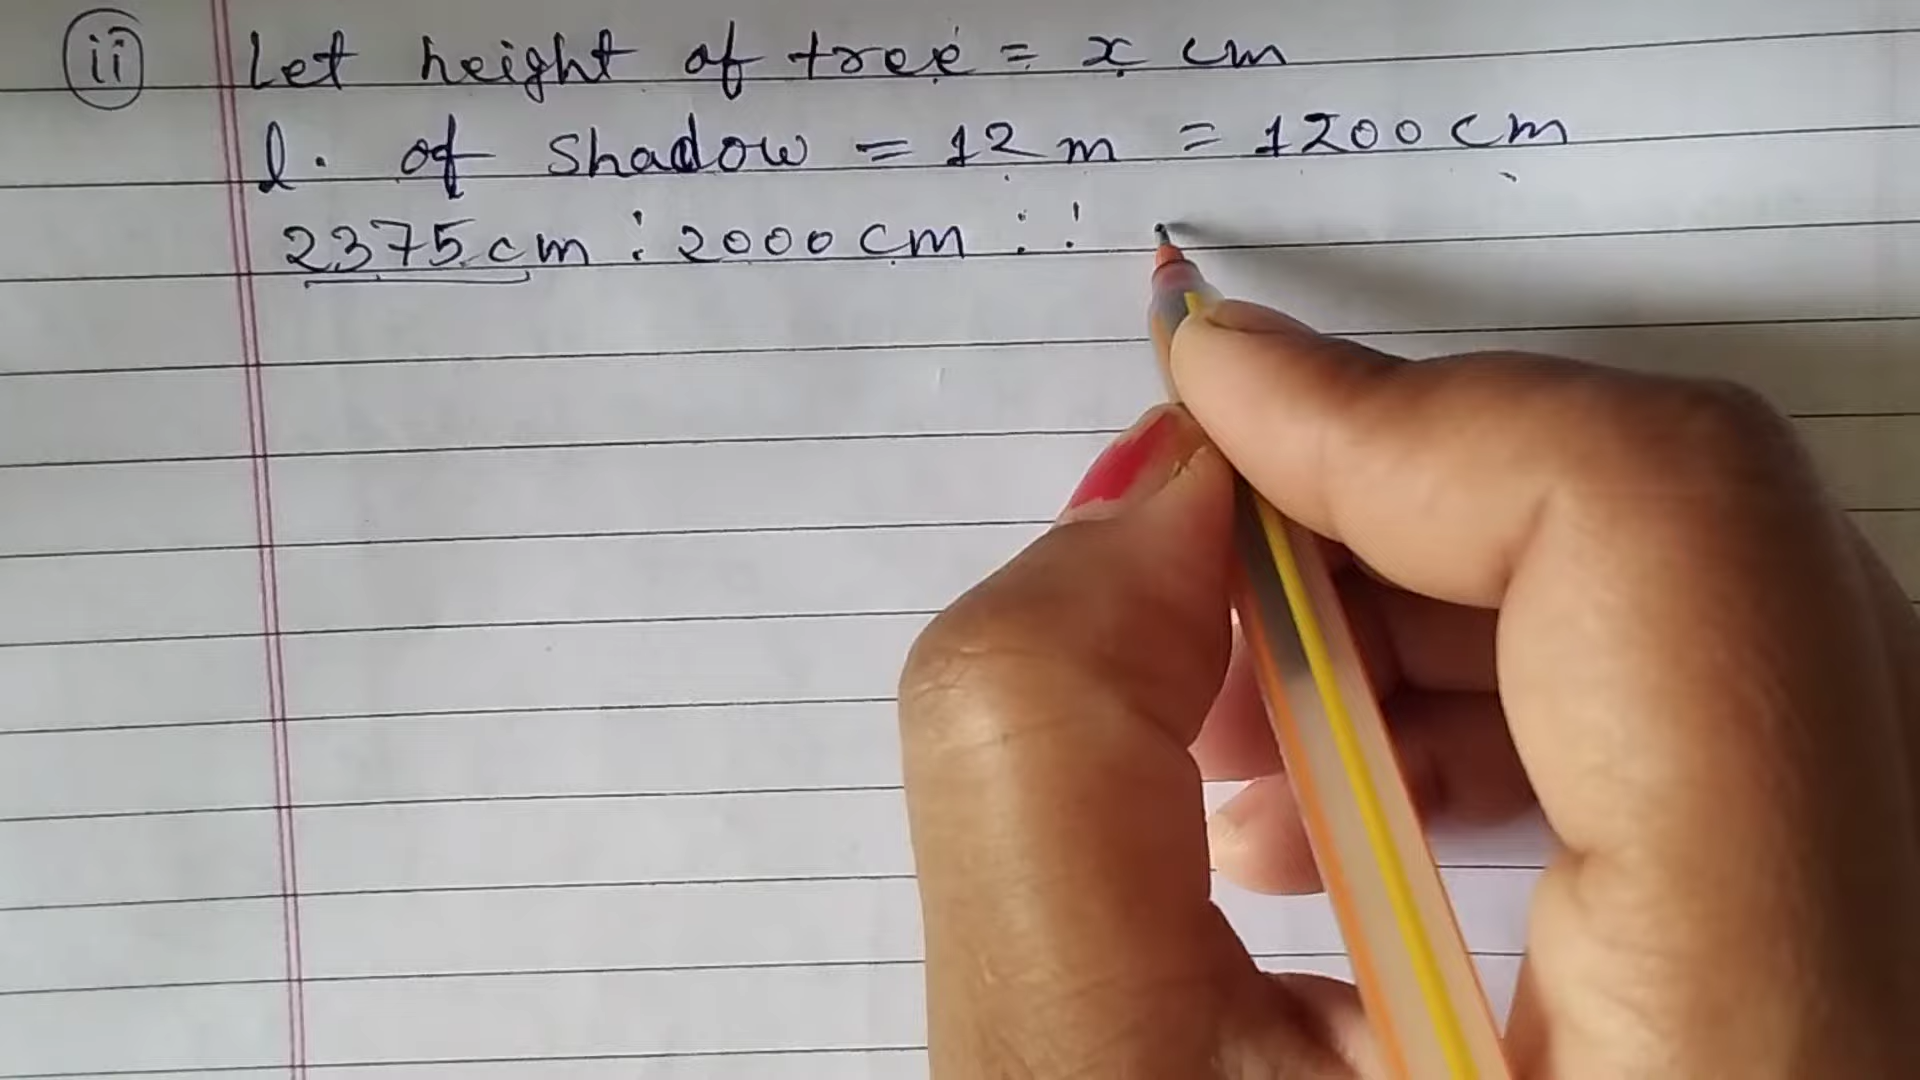 ii Let height of tree = x cm
l. of shadow = 12 m = 1200 cm
2375 cm : 2000 cm : :